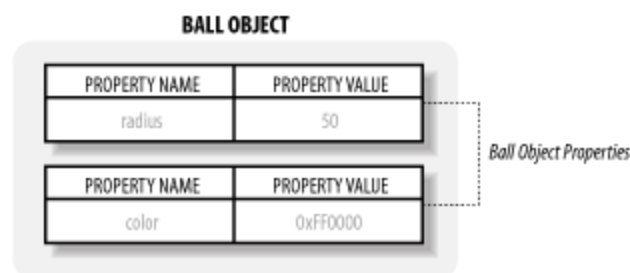 BALL OBJECT
PROPERTY NAME PROPERTY VALUE
radius 50
Ball Object Properties
PROPERTY NAME PROPERTY VALUE
color 0xFF0000